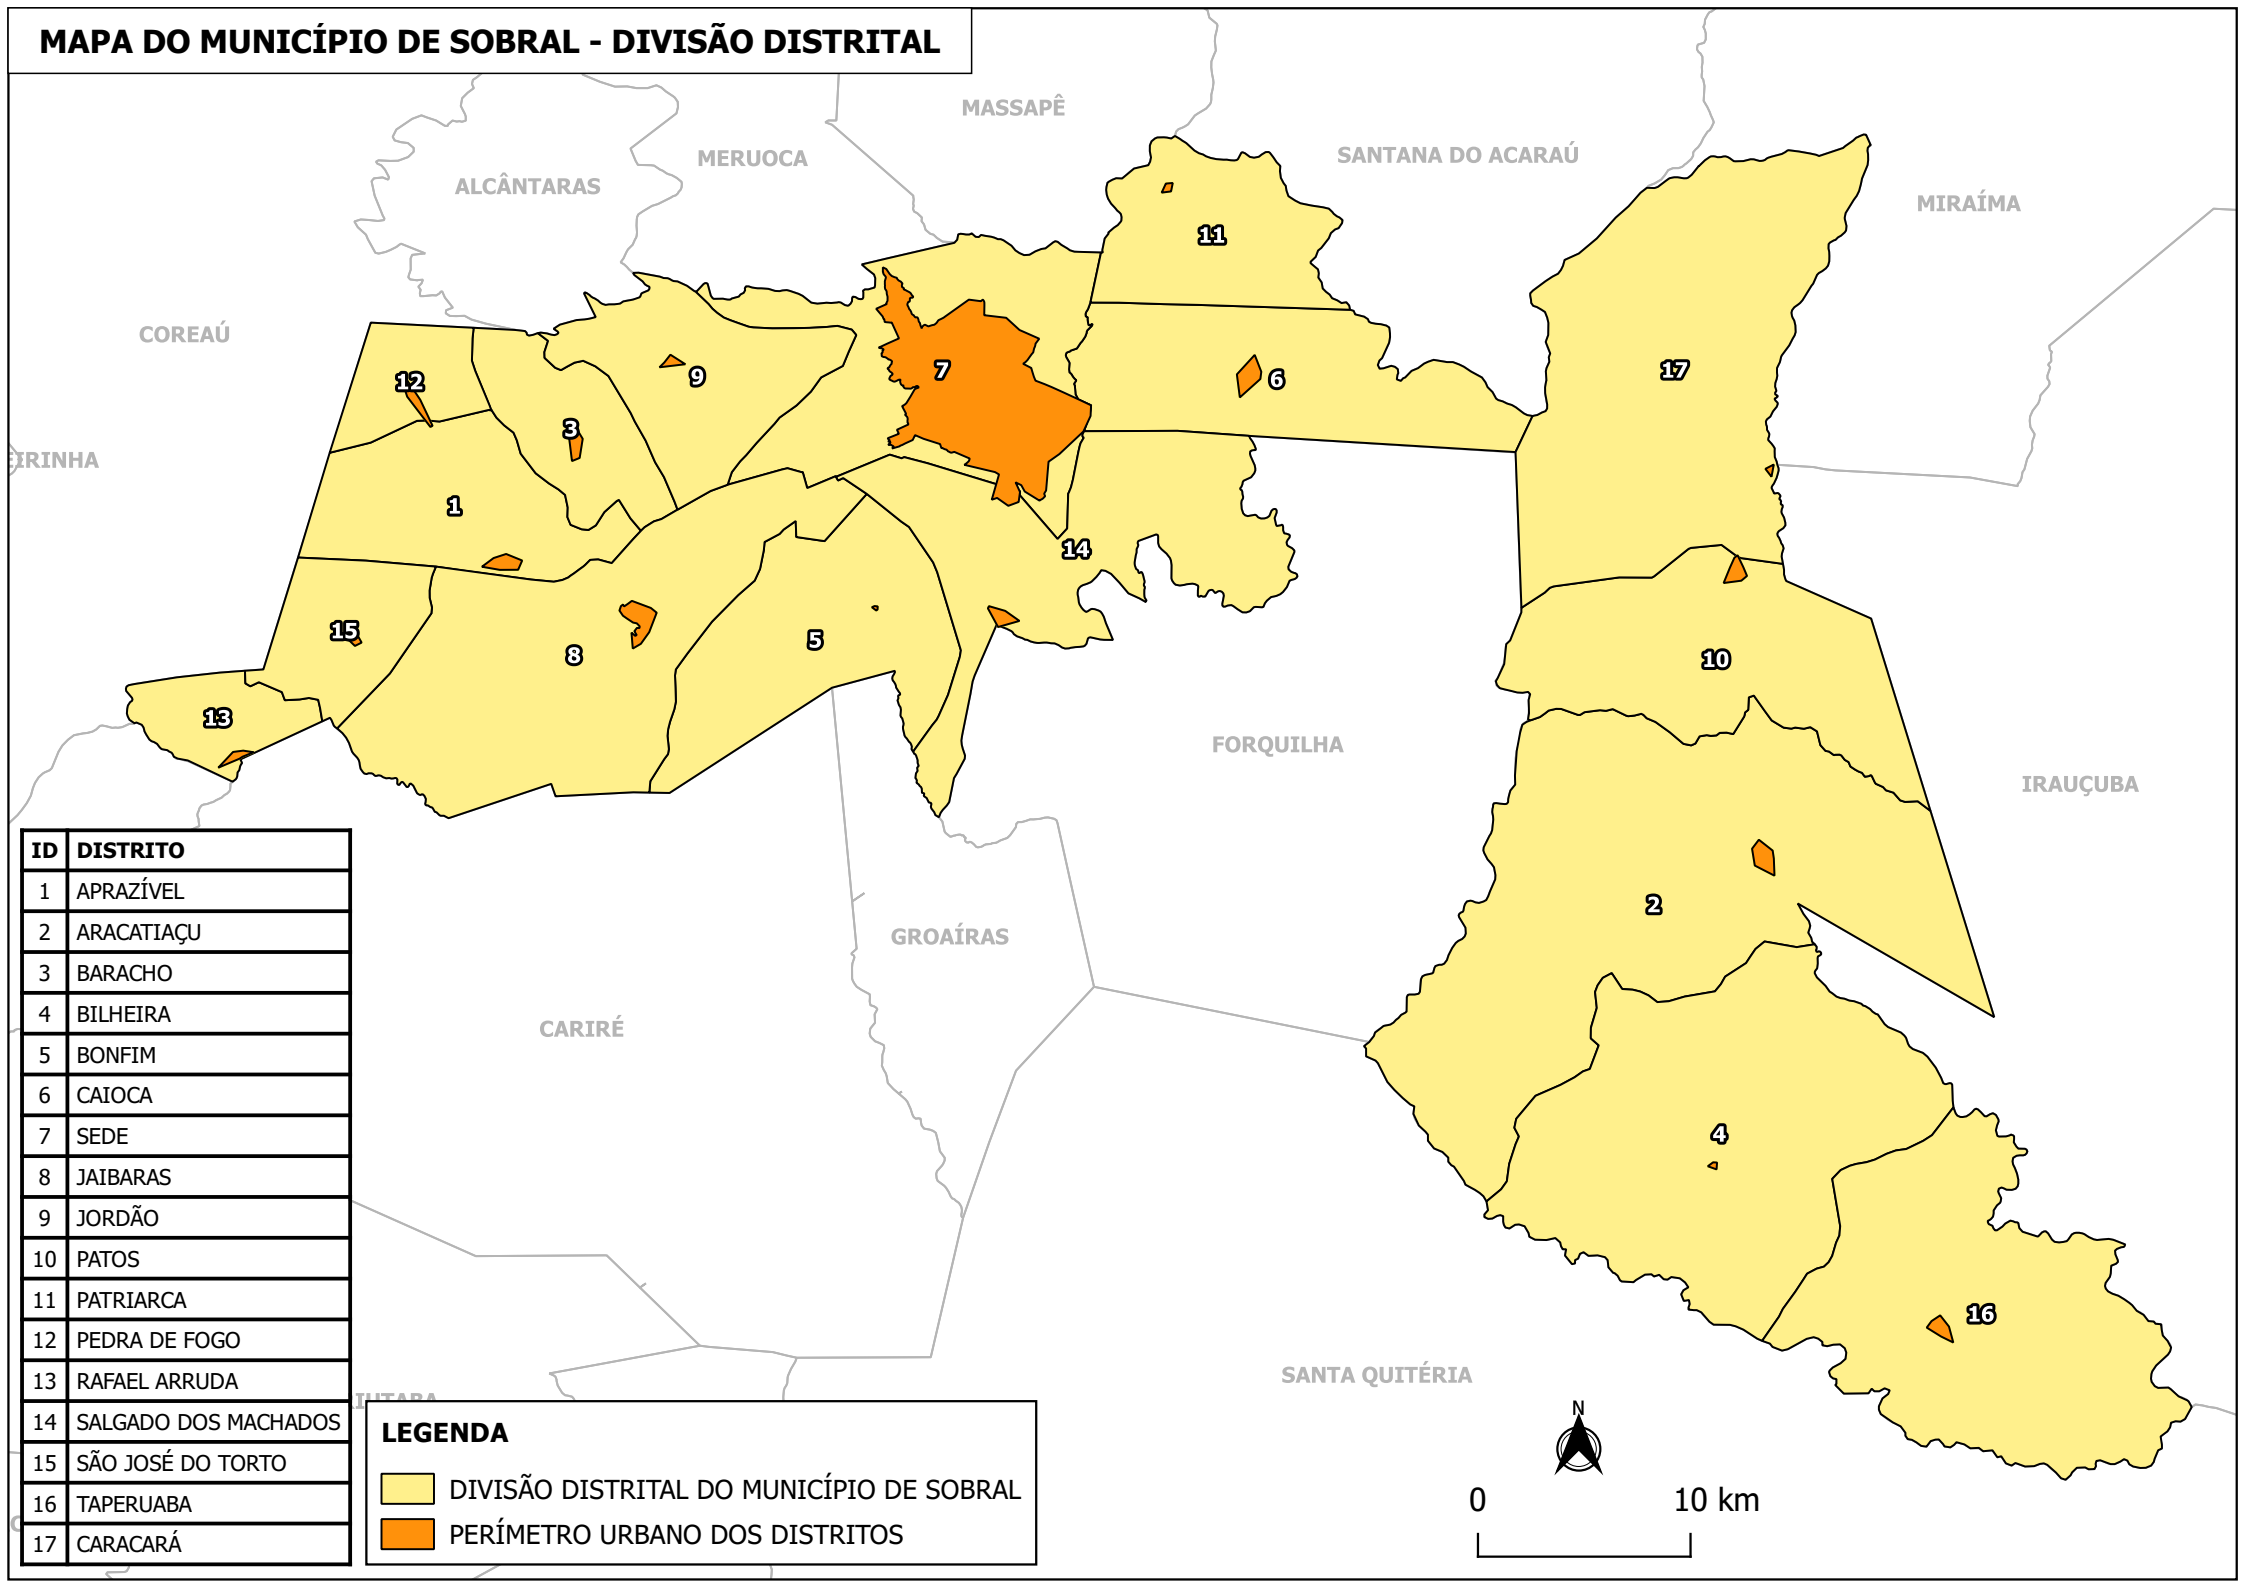 MAPA DO MUNICÍPIO DE SOBRAL - DIVISÃO DISTRITAL
MASSAPÊ
MERUOCA
SANTANA DO ACARAÚ
ALCÂNTARAS
MIRAÍMA
11
COREAÚ
7
17
9
6
12
3
EIRINHA
1
14
15
5
8
10
13
FORQUILHA
IRAUÇUBA
2
GROAÍRAS
CARIRÉ
4
16
SANTA QUITÉRIA
ID DISTRITO
1 APRAZÍVEL
2 ARACATIAÇU
3 BARACHO
4 BILHEIRA
5 BONFIM
6 CAIOCA
7 SEDE
8 JAIBARAS
9 JORDÃO
10 PATOS
11 PATRIARCA
12 PEDRA DE FOGO
13 RAFAEL ARRUDA
14 SALGADO DOS MACHADOS
15 SÃO JOSÉ DO TORTO
16 TAPERUABA
17 CARACARÁ
LEGENDA
DIVISÃO DISTRITAL DO MUNICÍPIO DE SOBRAL
PERÍMETRO URBANO DOS DISTRITOS
N
0 10 km